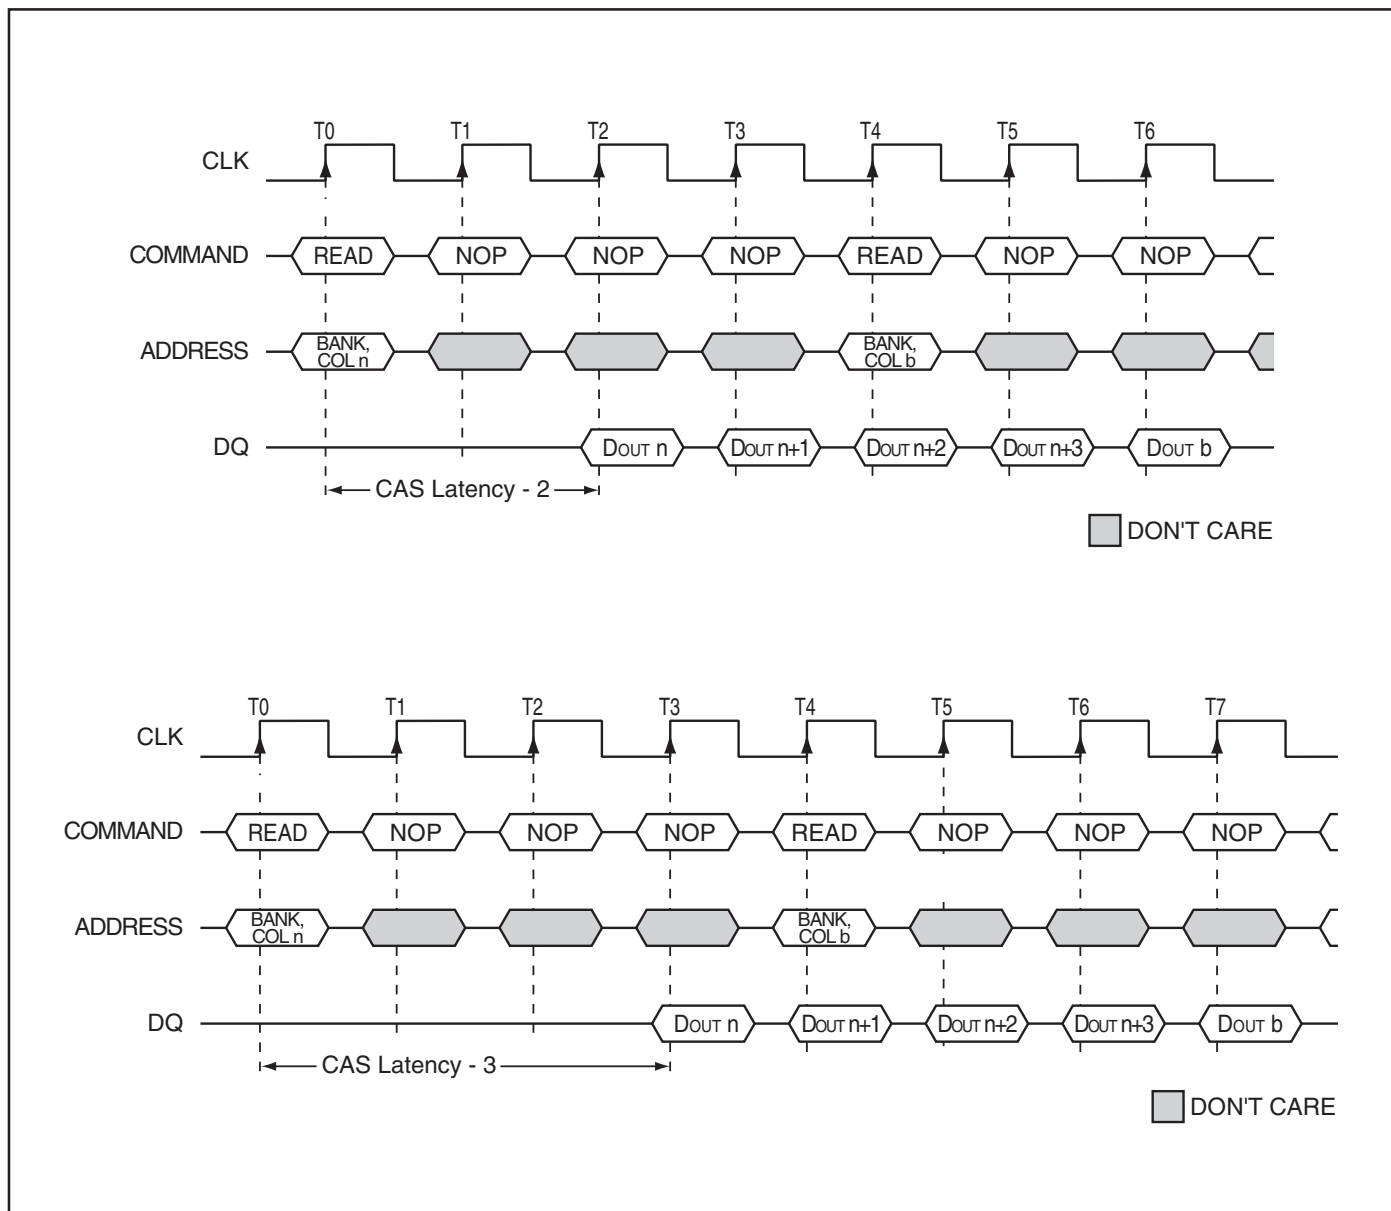 T0 T1 T2 T3 T4 T5 T6
CLK
COMMAND READ NOP NOP NOP READ NOP NOP
ADDRESS BANK, COL n BANK, COL b
DQ DOUT n DOUT n+1 DOUT n+2 DOUT n+3 DOUT b
CAS Latency - 2
DON'T CARE
T0 T1 T2 T3 T4 T5 T6 T7
CLK
COMMAND READ NOP NOP NOP READ NOP NOP NOP
ADDRESS BANK, COL n BANK, COL b
DQ DOUT n DOUT n+1 DOUT n+2 DOUT n+3 DOUT b
CAS Latency - 3
DON'T CARE